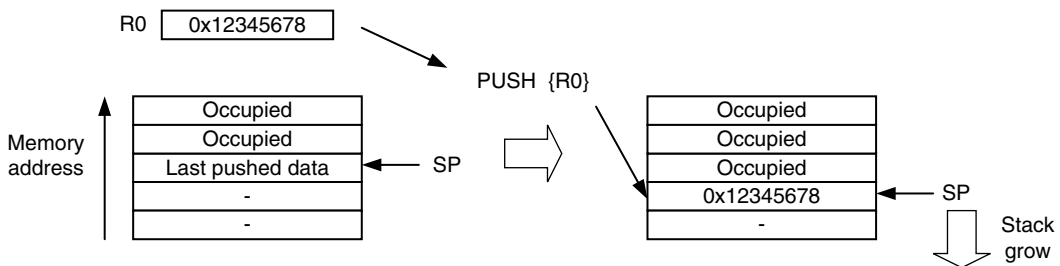 R0 0x12345678
PUSH {R0}
Memory
address
Occupied
Occupied
Last pushed data
-
-
SP
Occupied
Occupied
Occupied
0x12345678
-
SP
Stack
grow